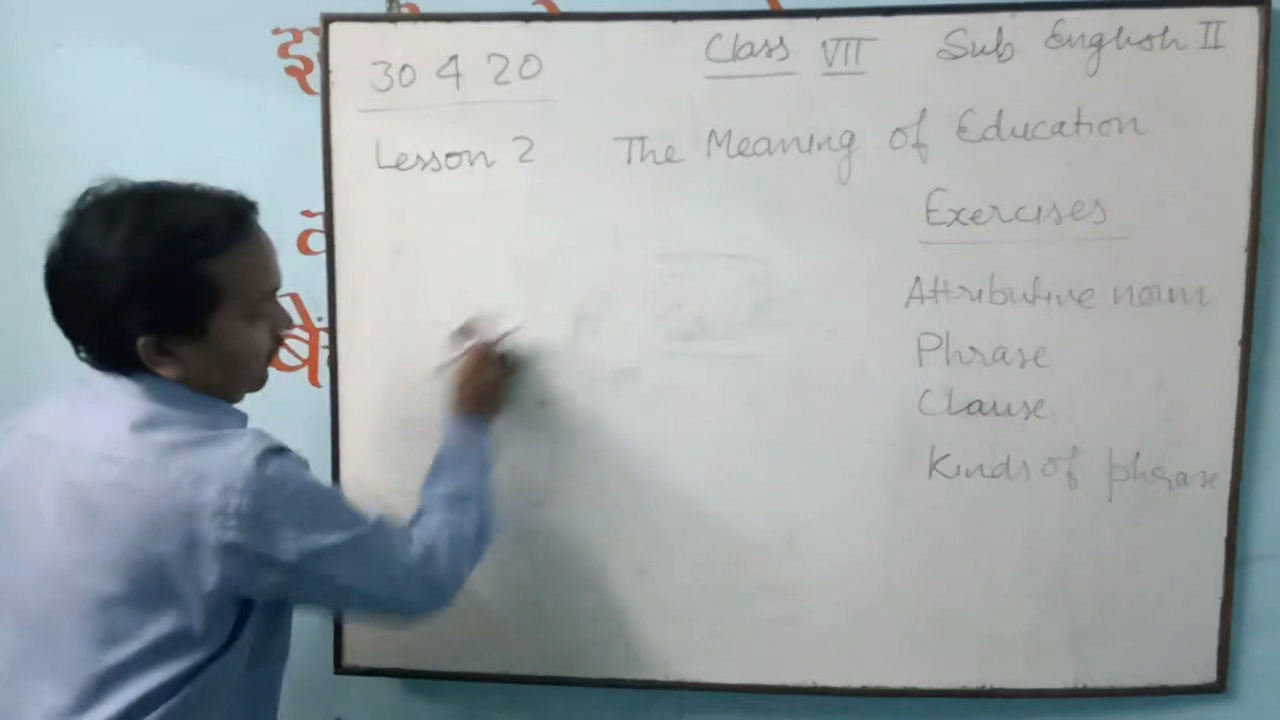 30 4 20 Class VII Sub English II
Lesson 2 The Meaning of Education
Exercises
Attributive noun
Phrase
Clause
Kinds of phrase